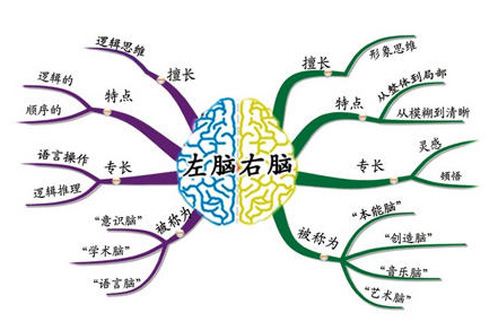 左脑
擅长
逻辑思维
特点
逻辑的
顺序的
专长
语言操作
逻辑推理
被称为
“意识脑”
“学术脑”
“语言脑”
右脑
擅长
形象思维
特点
从整体到局部
从模糊到清晰
专长
灵感
顿悟
被称为
“本能脑”
“创造脑”
“音乐脑”
“艺术脑”